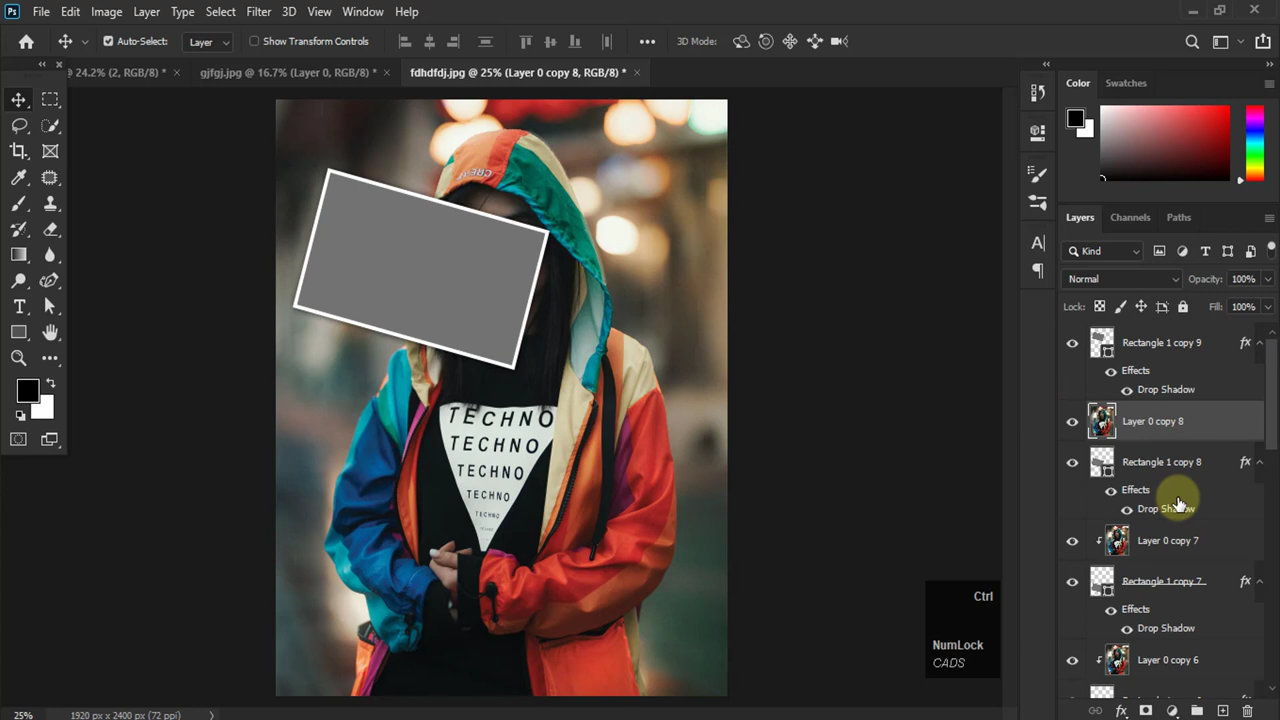 Ps File Edit Image Layer Type Select Filter 3D View Window Help
Auto-Select: Layer Show Transform Controls 3D Mode:
@ 24.2% (2, RGB/8) * × gjfgj.jpg @ 16.7% (Layer 0, RGB/8) * × fdhdfdj.jpg @ 25% (Layer 0 copy 8, RGB/8) * ×
Color Swatches
Layers Channels Paths
Kind
Normal Opacity: 100%
Lock: Fill: 100%
Rectangle 1 copy 9 fx
Effects
Drop Shadow
Layer 0 copy 8
Rectangle 1 copy 8 fx
Effects
Drop Shadow
Layer 0 copy 7
Rectangle 1 copy 7 fx
Effects
Drop Shadow
Layer 0 copy 6
TECHNO
TECHNO
TECHNO
TECHNO
TECHNO
Ctrl
NumLock
CADS
25% 1920 px x 2400 px (72 ppi)